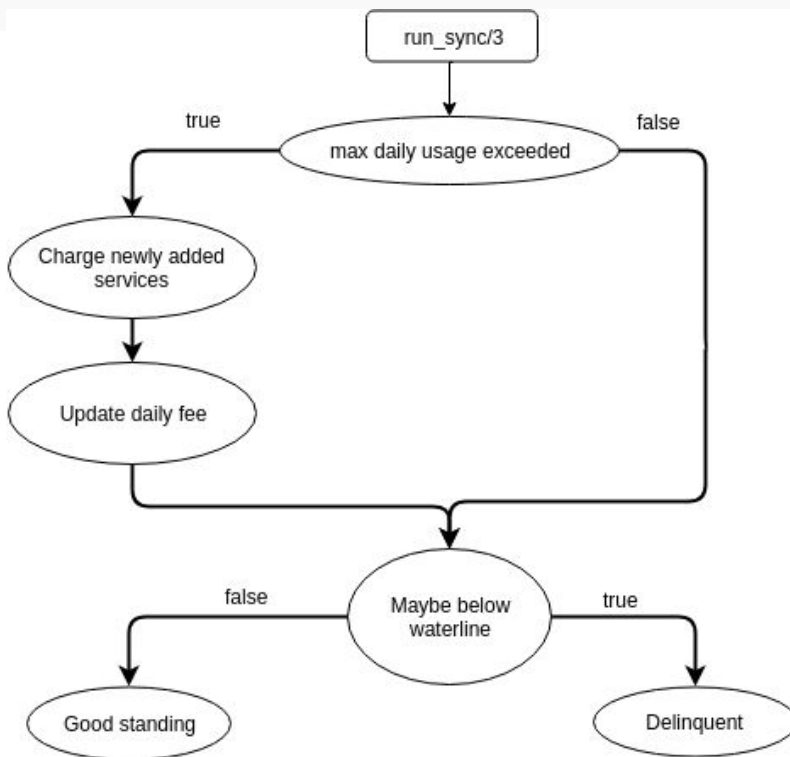 run_sync/3
true
false
max daily usage exceeded
Charge newly added
services
Update daily fee
false
Maybe below
waterline
true
Good standing
Delinquent